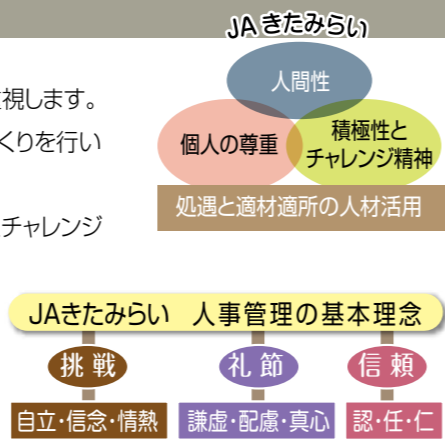 JAきたみらい
人間性
視します。
個人の尊重
積極性と
チャレンジ精神
くりを行い
処遇と適材適所の人材活用
チャレンジ
JAきたみらい 人事管理の基本理念
挑戦
礼節
信頼
自立・信念・情熱
謙虚・配慮・真心
認・任・仁